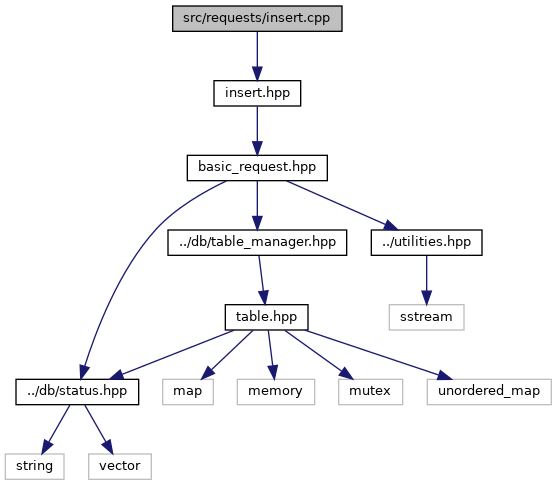 src/requests/insert.cpp
insert.hpp
basic_request.hpp
../db/table_manager.hpp
../utilities.hpp
table.hpp
sstream
../db/status.hpp
map
memory
mutex
unordered_map
string
vector